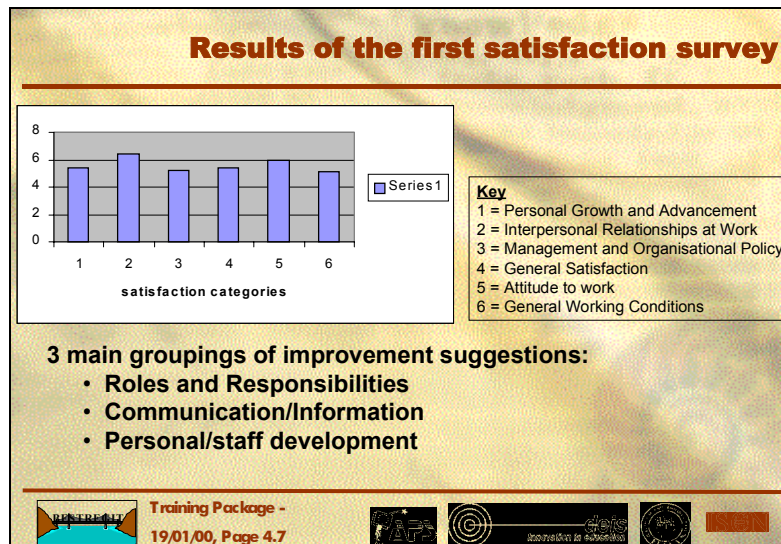 Results of the first satisfaction survey
8
6
4
2
0
1 2 3 4 5 6
satisfaction categories
Series1
Key
1 = Personal Growth and Advancement
2 = Interpersonal Relationships at Work
3 = Management and Organisational Policy
4 = General Satisfaction
5 = Attitude to work
6 = General Working Conditions
3 main groupings of improvement suggestions:
• Roles and Responsibilities
• Communication/Information
• Personal/staff development
Training Package -
19/01/00, Page 4.7
deis
innovation in education